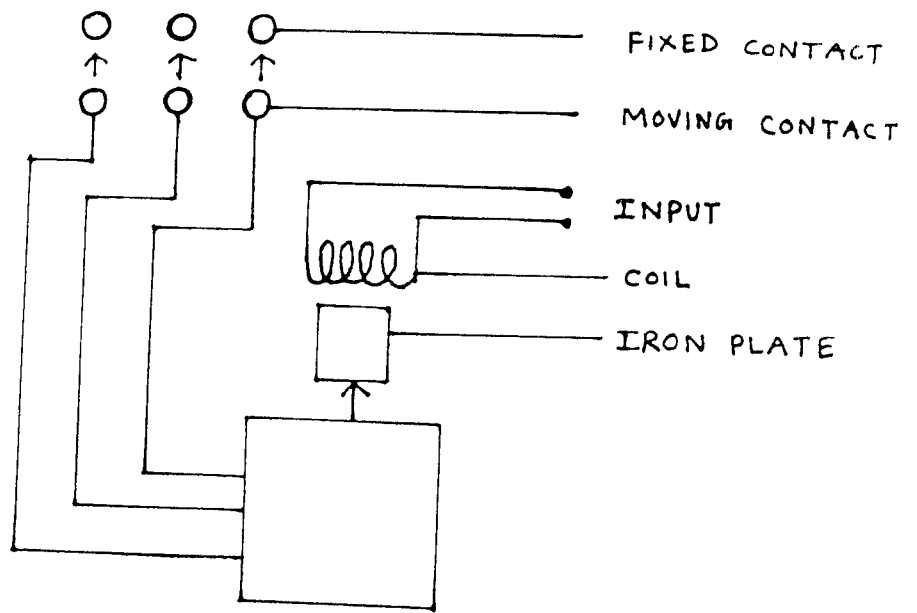 FIXED CONTACT
MOVING CONTACT
INPUT
COIL
IRON PLATE